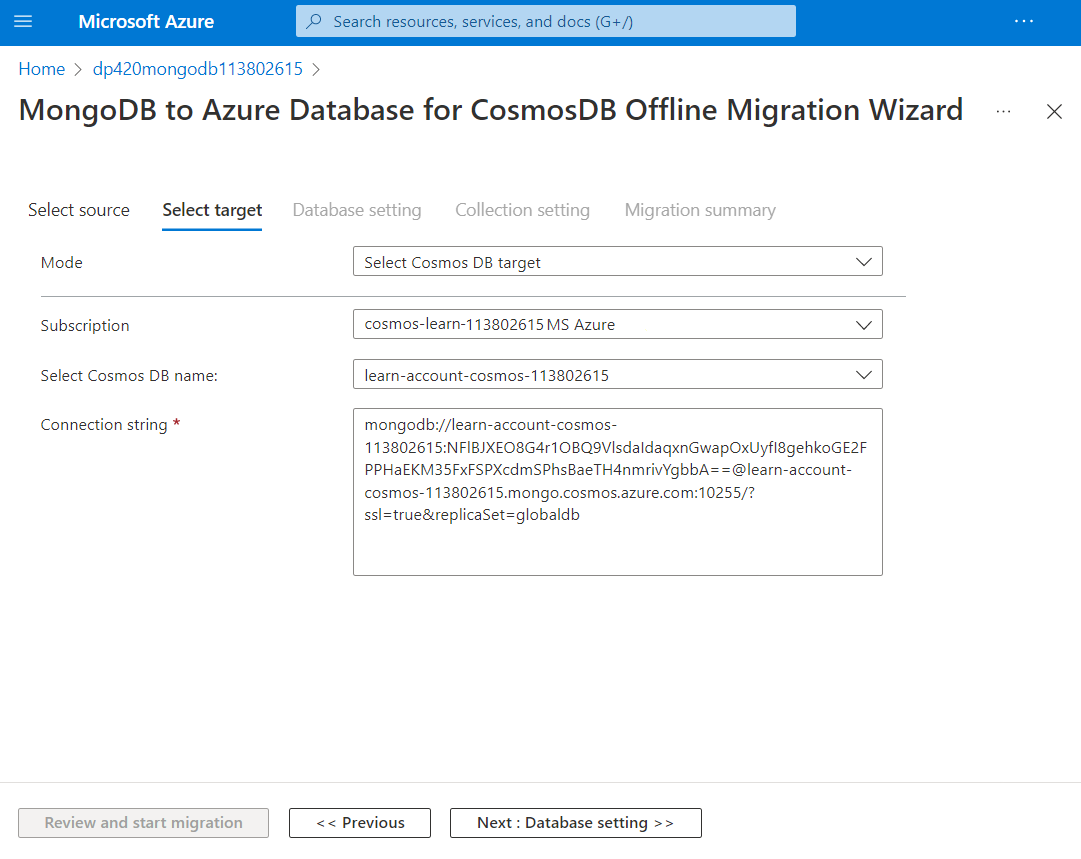 Microsoft Azure
Search resources, services, and docs (G+/)
Home > dp420mongodb113802615 >
MongoDB to Azure Database for CosmosDB Offline Migration Wizard
Select source
Select target
Database setting
Collection setting
Migration summary
Mode
Select Cosmos DB target
Subscription
cosmos-learn-113802615 MS Azure
Select Cosmos DB name:
learn-account-cosmos-113802615
Connection string *
mongodb://learn-account-cosmos-
113802615:NFlBJXEO8G4r1OBQ9VlsdaIdaqxnGwapOxUyfI8gehkoGE2F
PPHaEKM35FxFSPXcdmSPhsBaeTH4nmrivYgbbA==@learn-account-
cosmos-113802615.mongo.cosmos.azure.com:10255/?
ssl=true&replicaSet=globaldb
Review and start migration
<< Previous
Next : Database setting >>